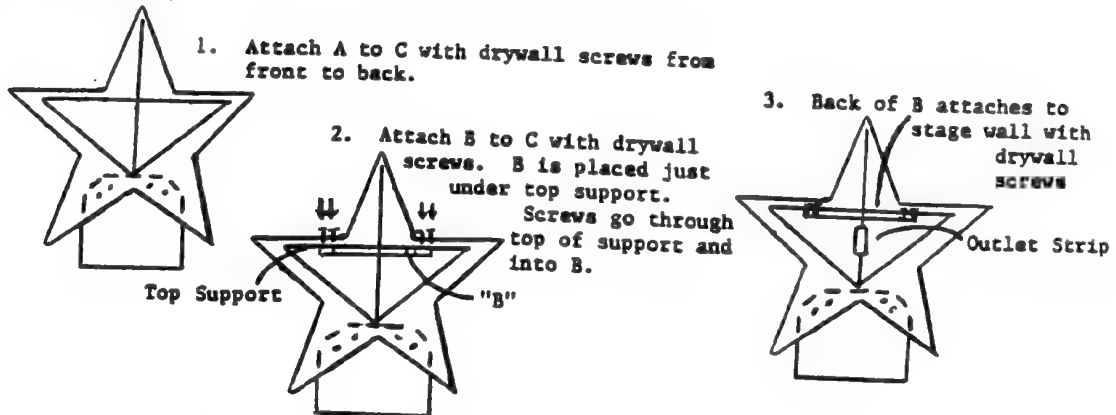 1. Attach A to C with drywall screws from
front to back.
2. Attach B to C with drywall
screws. B is placed just
under top support.
Screws go through
top of support and
into B.
Top Support
"B"
3. Back of B attaches to
stage wall with
drywall
screws
Outlet Strip